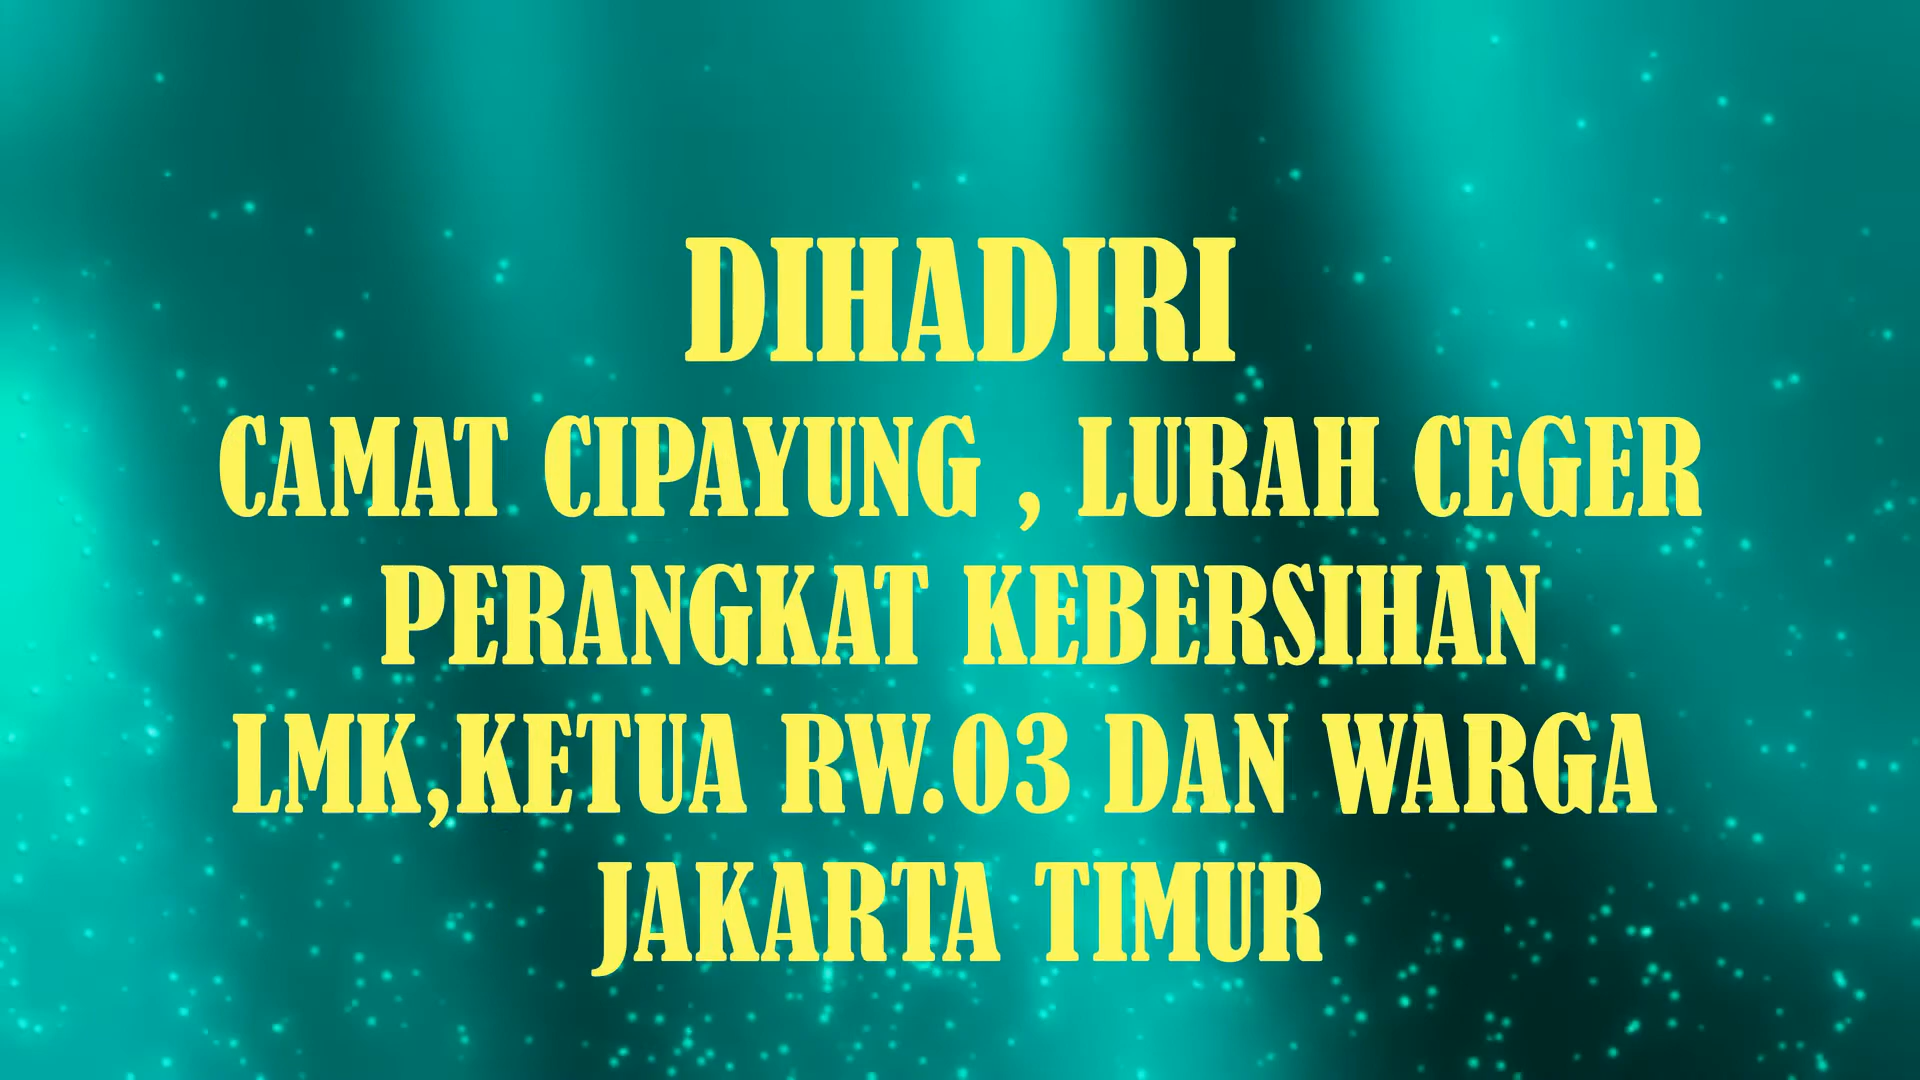 DIHADIRI
CAMAT CIPAYUNG , LURAH CEGER
PERANGKAT KEBERSIHAN
LMK,KETUA RW.03 DAN WARGA
JAKARTA TIMUR